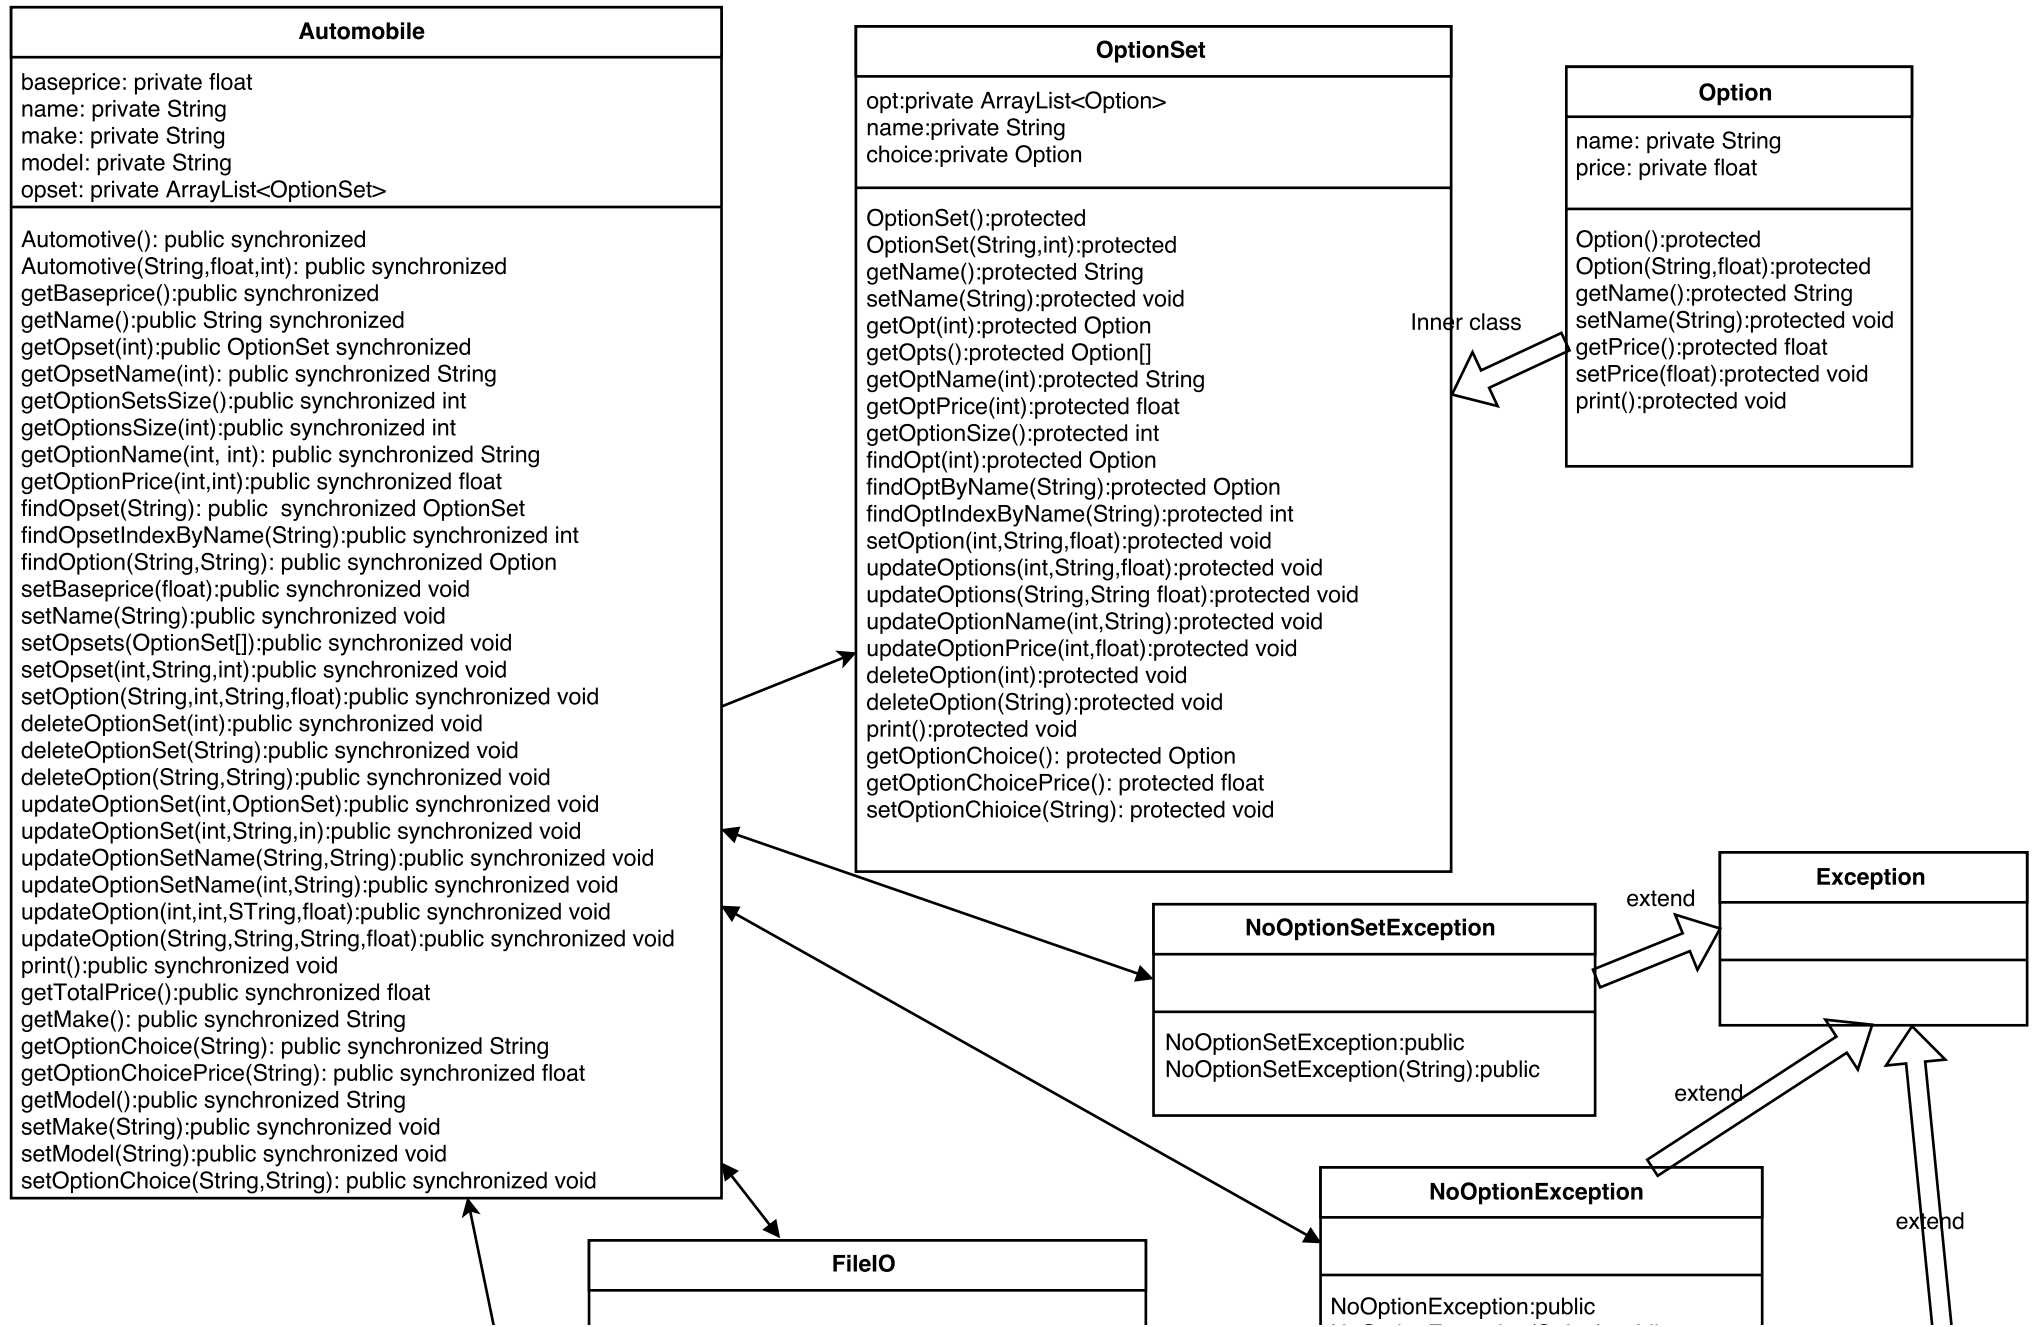 Automobile
baseprice: private float
name: private String
make: private String
model: private String
opset: private ArrayList<OptionSet>
Automotive(): public synchronized
Automotive(String,float,int): public synchronized
getBaseprice():public synchronized
getName():public String synchronized
getOpset(int):public OptionSet synchronized
getOpsetName(int): public synchronized String
getOptionSetsSize():public synchronized int
getOptionsSize(int):public synchronized int
getOptionName(int, int): public synchronized String
getOptionPrice(int,int):public synchronized float
findOpset(String): public  synchronized OptionSet
findOpsetIndexByName(String):public synchronized int
findOption(String,String): public synchronized Option
setBaseprice(float):public synchronized void
setName(String):public synchronized void
setOpsets(OptionSet[]):public synchronized void
setOpset(int,String,int):public synchronized void
setOption(String,int,String,float):public synchronized void
deleteOptionSet(int):public synchronized void
deleteOptionSet(String):public synchronized void
deleteOption(String,String):public synchronized void
updateOptionSet(int,OptionSet):public synchronized void
updateOptionSet(int,String,in):public synchronized void
updateOptionSetName(String,String):public synchronized void
updateOptionSetName(int,String):public synchronized void
updateOption(int,int,STring,float):public synchronized void
updateOption(String,String,String,float):public synchronized void
print():public synchronized void
getTotalPrice():public synchronized float
getMake(): public synchronized String
getOptionChoice(String): public synchronized String
getOptionChoicePrice(String): public synchronized float
getModel():public synchronized String
setMake(String):public synchronized void
setModel(String):public synchronized void
setOptionChoice(String,String): public synchronized void
OptionSet
opt:private ArrayList<Option>
name:private String
choice:private Option
OptionSet():protected
OptionSet(String,int):protected
getName():protected String
setName(String):protected void
getOpt(int):protected Option
getOpts():protected Option[]
getOptName(int):protected String
getOptPrice(int):protected float
getOptionSize():protected int
findOpt(int):protected Option
findOptByName(String):protected Option
findOptIndexByName(String):protected int
setOption(int,String,float):protected void
updateOptions(int,String,float):protected void
updateOptions(String,String float):protected void
updateOptionName(int,String):protected void
updateOptionPrice(int,float):protected void
deleteOption(int):protected void
deleteOption(String):protected void
print():protected void
getOptionChoice(): protected Option
getOptionChoicePrice(): protected float
setOptionChioice(String): protected void
Inner class
Option
name: private String
price: private float
Option():protected
Option(String,float):protected
getName():protected String
setName(String):protected void
getPrice():protected float
setPrice(float):protected void
print():protected void
extend
Exception
NoOptionSetException
NoOptionSetException:public
NoOptionSetException(String):public
extend
NoOptionException
NoOptionException:public
extend
FileIO